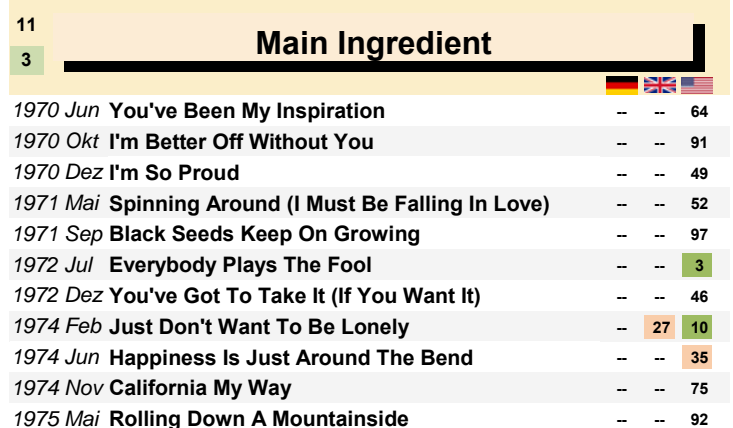 11
Main Ingredient
3
1970 Jun You've Been My Inspiration -- -- 64
1970 Okt I'm Better Off Without You -- -- 91
1970 Dez I'm So Proud -- -- 49
1971 Mai Spinning Around (I Must Be Falling In Love) -- -- 52
1971 Sep Black Seeds Keep On Growing -- -- 97
1972 Jul Everybody Plays The Fool -- -- 3
1972 Dez You've Got To Take It (If You Want It) -- -- 46
1974 Feb Just Don't Want To Be Lonely -- 27 10
1974 Jun Happiness Is Just Around The Bend -- -- 35
1974 Nov California My Way -- -- 75
1975 Mai Rolling Down A Mountainside -- -- 92